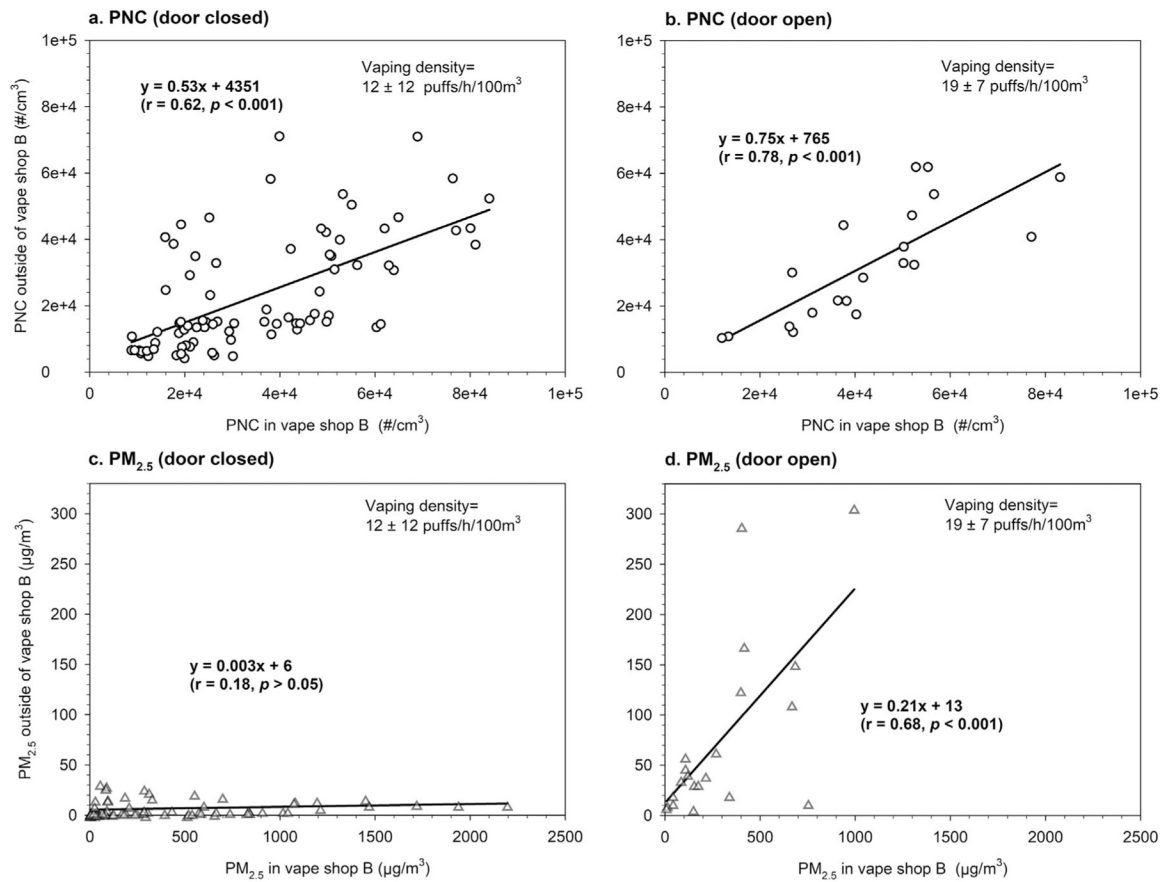 a. PNC (door closed)
1e+5
8e+4
6e+4
4e+4
2e+4
0
PNC outside of vape shop B (#/cm³)
y = 0.53x + 4351
(r = 0.62, p < 0.001)
Vaping density=
12 ± 12 puffs/h/100m³
0 2e+4 4e+4 6e+4 8e+4 1e+5
PNC in vape shop B (#/cm³)
b. PNC (door open)
1e+5
8e+4
6e+4
4e+4
2e+4
0
y = 0.75x + 765
(r = 0.78, p < 0.001)
Vaping density=
19 ± 7 puffs/h/100m³
0 2e+4 4e+4 6e+4 8e+4 1e+5
PNC in vape shop B (#/cm³)
c. PM₂.₅ (door closed)
300
250
200
150
100
50
0
PM₂.₅ outside of vape shop B (µg/m³)
Vaping density=
12 ± 12 puffs/h/100m³
y = 0.003x + 6
(r = 0.18, p > 0.05)
0 500 1000 1500 2000 2500
PM₂.₅ in vape shop B (µg/m³)
d. PM₂.₅ (door open)
300
250
200
150
100
50
0
Vaping density=
19 ± 7 puffs/h/100m³
y = 0.21x + 13
(r = 0.68, p < 0.001)
0 500 1000 1500 2000 2500
PM₂.₅ in vape shop B (µg/m³)